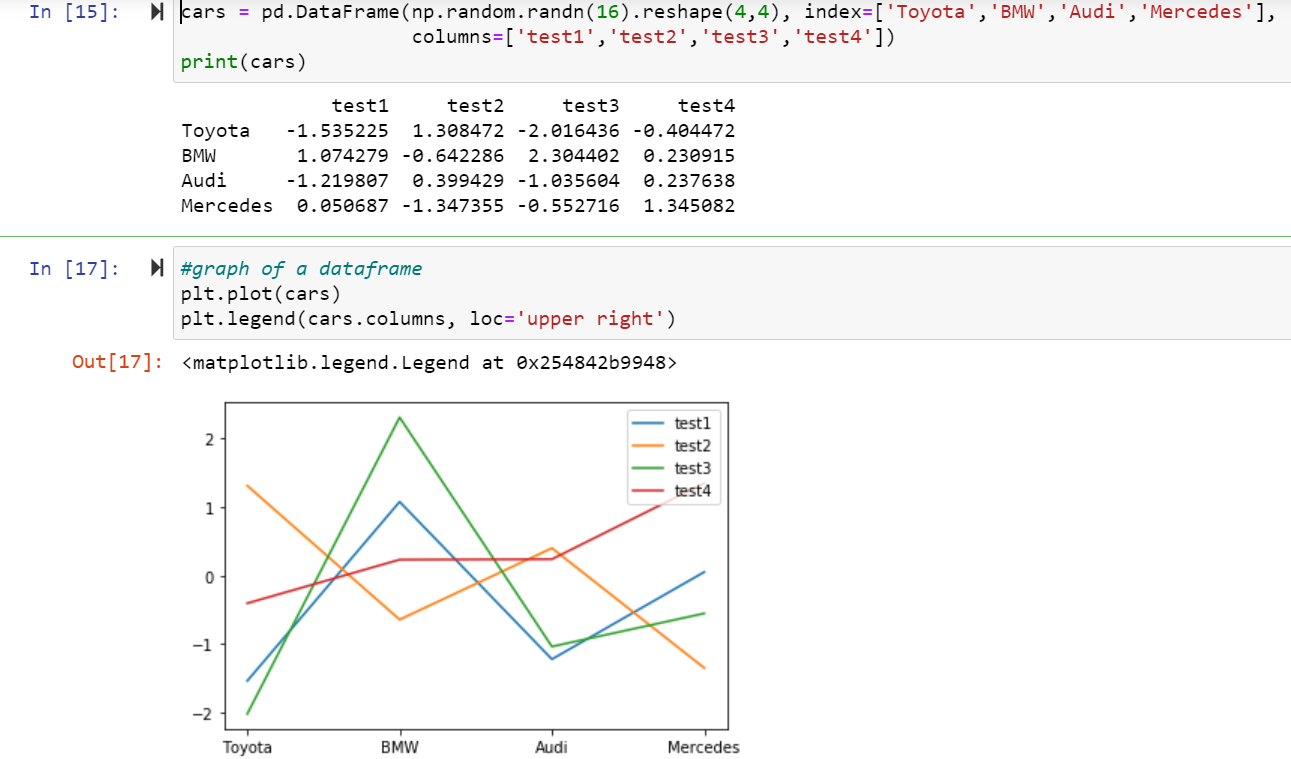 In [15]:
cars = pd.DataFrame(np.random.randn(16).reshape(4,4), index=['Toyota','BMW','Audi','Mercedes'],
columns=['test1','test2','test3','test4'])
print(cars)
test1 test2 test3 test4
Toyota -1.535225 1.308472 -2.016436 -0.404472
BMW 1.074279 -0.642286 2.304402 0.230915
Audi -1.219807 0.399429 -1.035604 0.237638
Mercedes 0.050687 -1.347355 -0.552716 1.345082
In [17]:
#graph of a dataframe
plt.plot(cars)
plt.legend(cars.columns, loc='upper right')
Out[17]: <matplotlib.legend.Legend at 0x254842b9948>
test1
test2
test3
test4
2
1
0
−1
−2
Toyota BMW Audi Mercedes